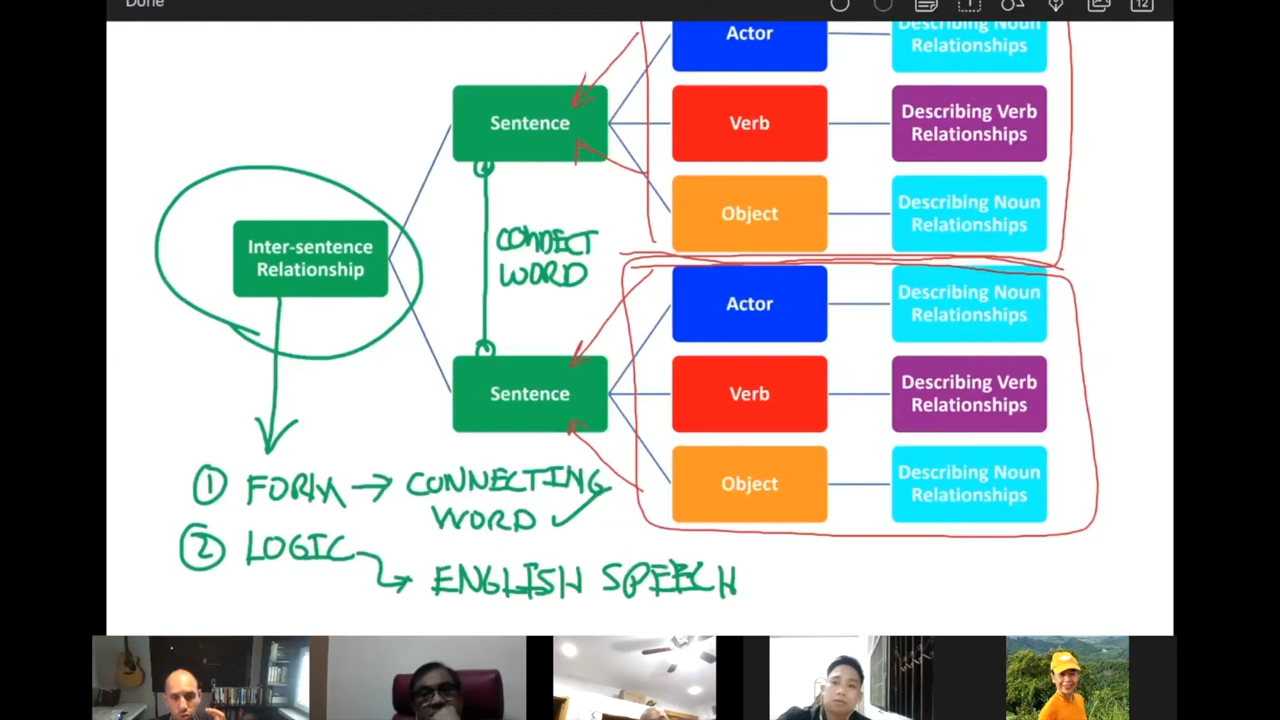 Done
12
Actor
Describing Noun
Relationships
Sentence
Verb
Describing Verb
Relationships
Object
Describing Noun
Relationships
Inter-sentence
Relationship
CONNECT
WORD
Actor
Describing Noun
Relationships
Sentence
Verb
Describing Verb
Relationships
Object
Describing Noun
Relationships
① FORM → CONNECTING
WORD ✓
② LOGIC
→ ENGLISH SPEECH